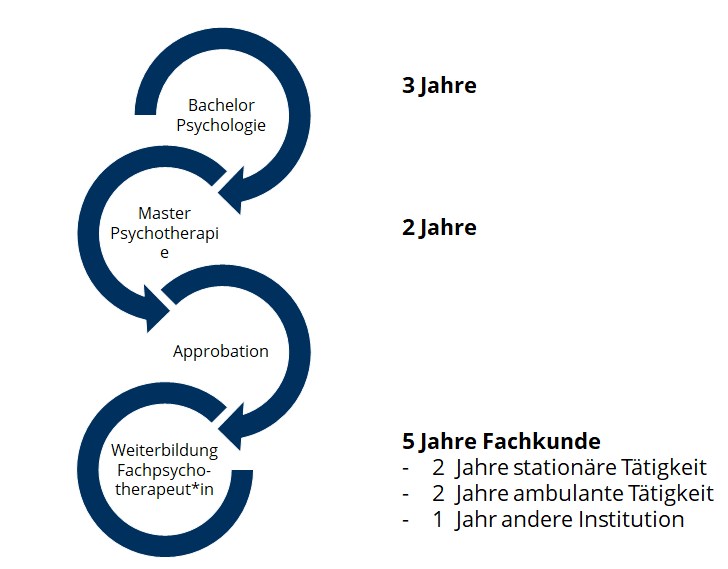 Bachelor
Psychologie
3 Jahre
Master
Psychotherapi
e
2 Jahre
Approbation
Weiterbildung
Fachpsycho-
therapeut*in
5 Jahre Fachkunde
- 2 Jahre stationäre Tätigkeit
- 2 Jahre ambulante Tätigkeit
- 1 Jahr andere Institution